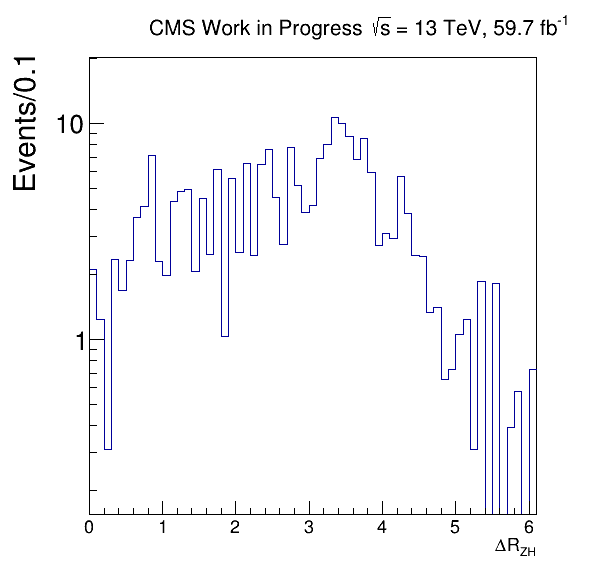 CMS Work in Progress √s = 13 TeV, 59.7 fb⁻¹
Events/0.1
10
1
0 1 2 3 4 5 6
ΔR_ZH